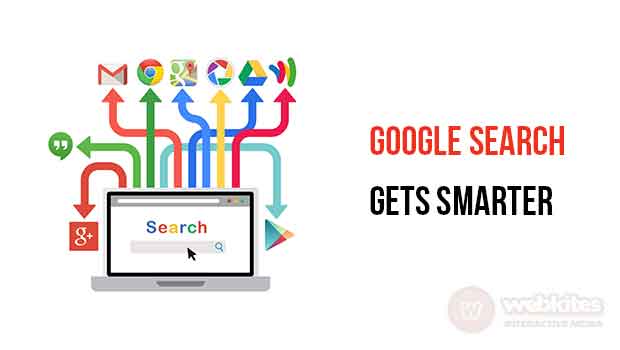 GOOGLE SEARCH
GETS SMARTER
Search
g+
w webkites
INTERACTIVE MEDIA